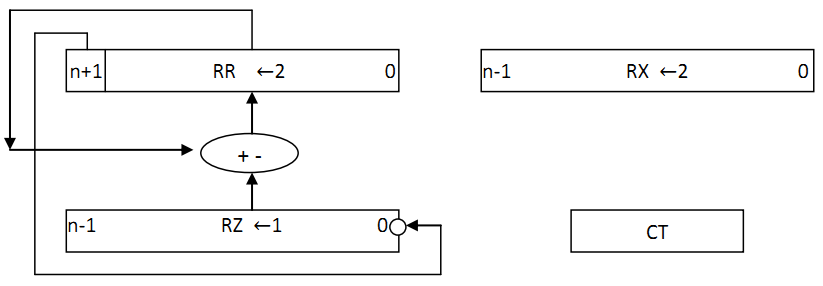 n+1 RR ←2 0
n-1 RX ←2 0
+ -
n-1 RZ ←1 0
CT